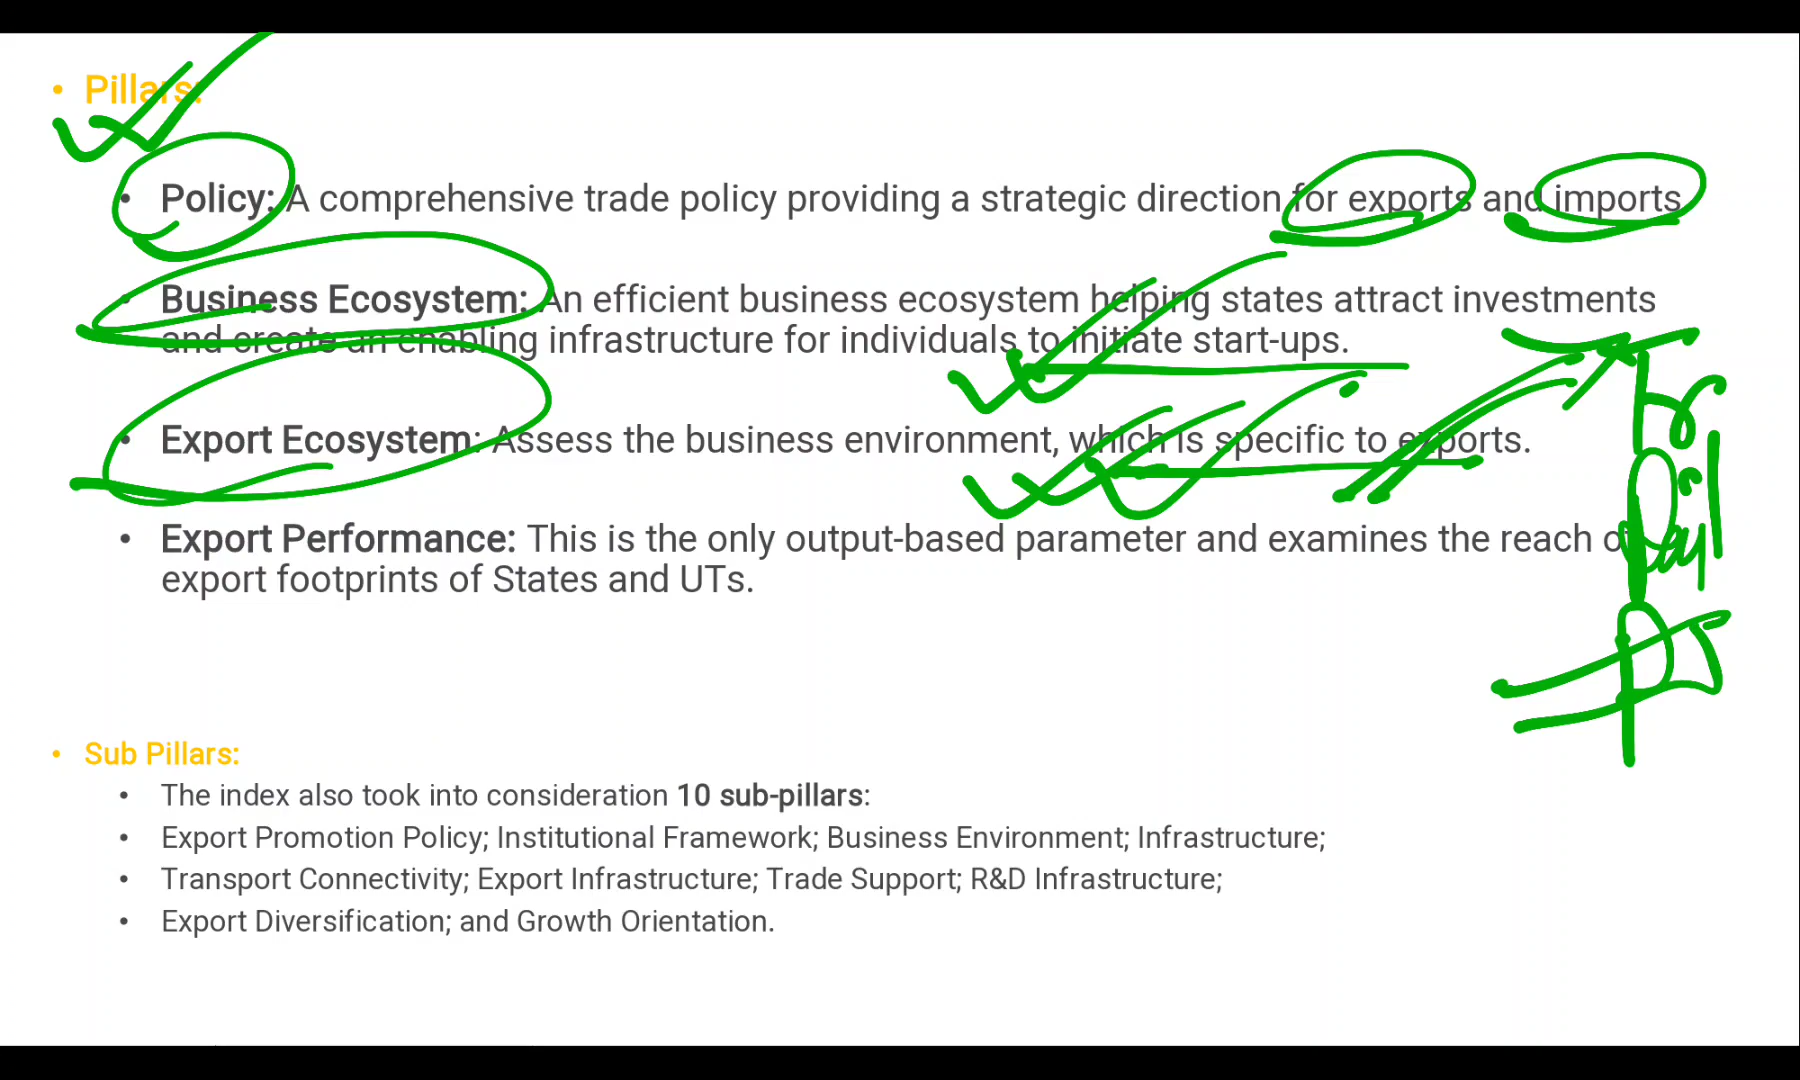 • Pillars:
• Policy: A comprehensive trade policy providing a strategic direction for exports and imports
• Business Ecosystem: An efficient business ecosystem helping states attract investments
and create an enabling infrastructure for individuals to initiate start-ups.
• Export Ecosystem: Assess the business environment, which is specific to exports.
• Export Performance: This is the only output-based parameter and examines the reach
export footprints of States and UTs.
• Sub Pillars:
• The index also took into consideration 10 sub-pillars:
• Export Promotion Policy; Institutional Framework; Business Environment; Infrastructure;
• Transport Connectivity; Export Infrastructure; Trade Support; R&D Infrastructure;
• Export Diversification; and Growth Orientation.